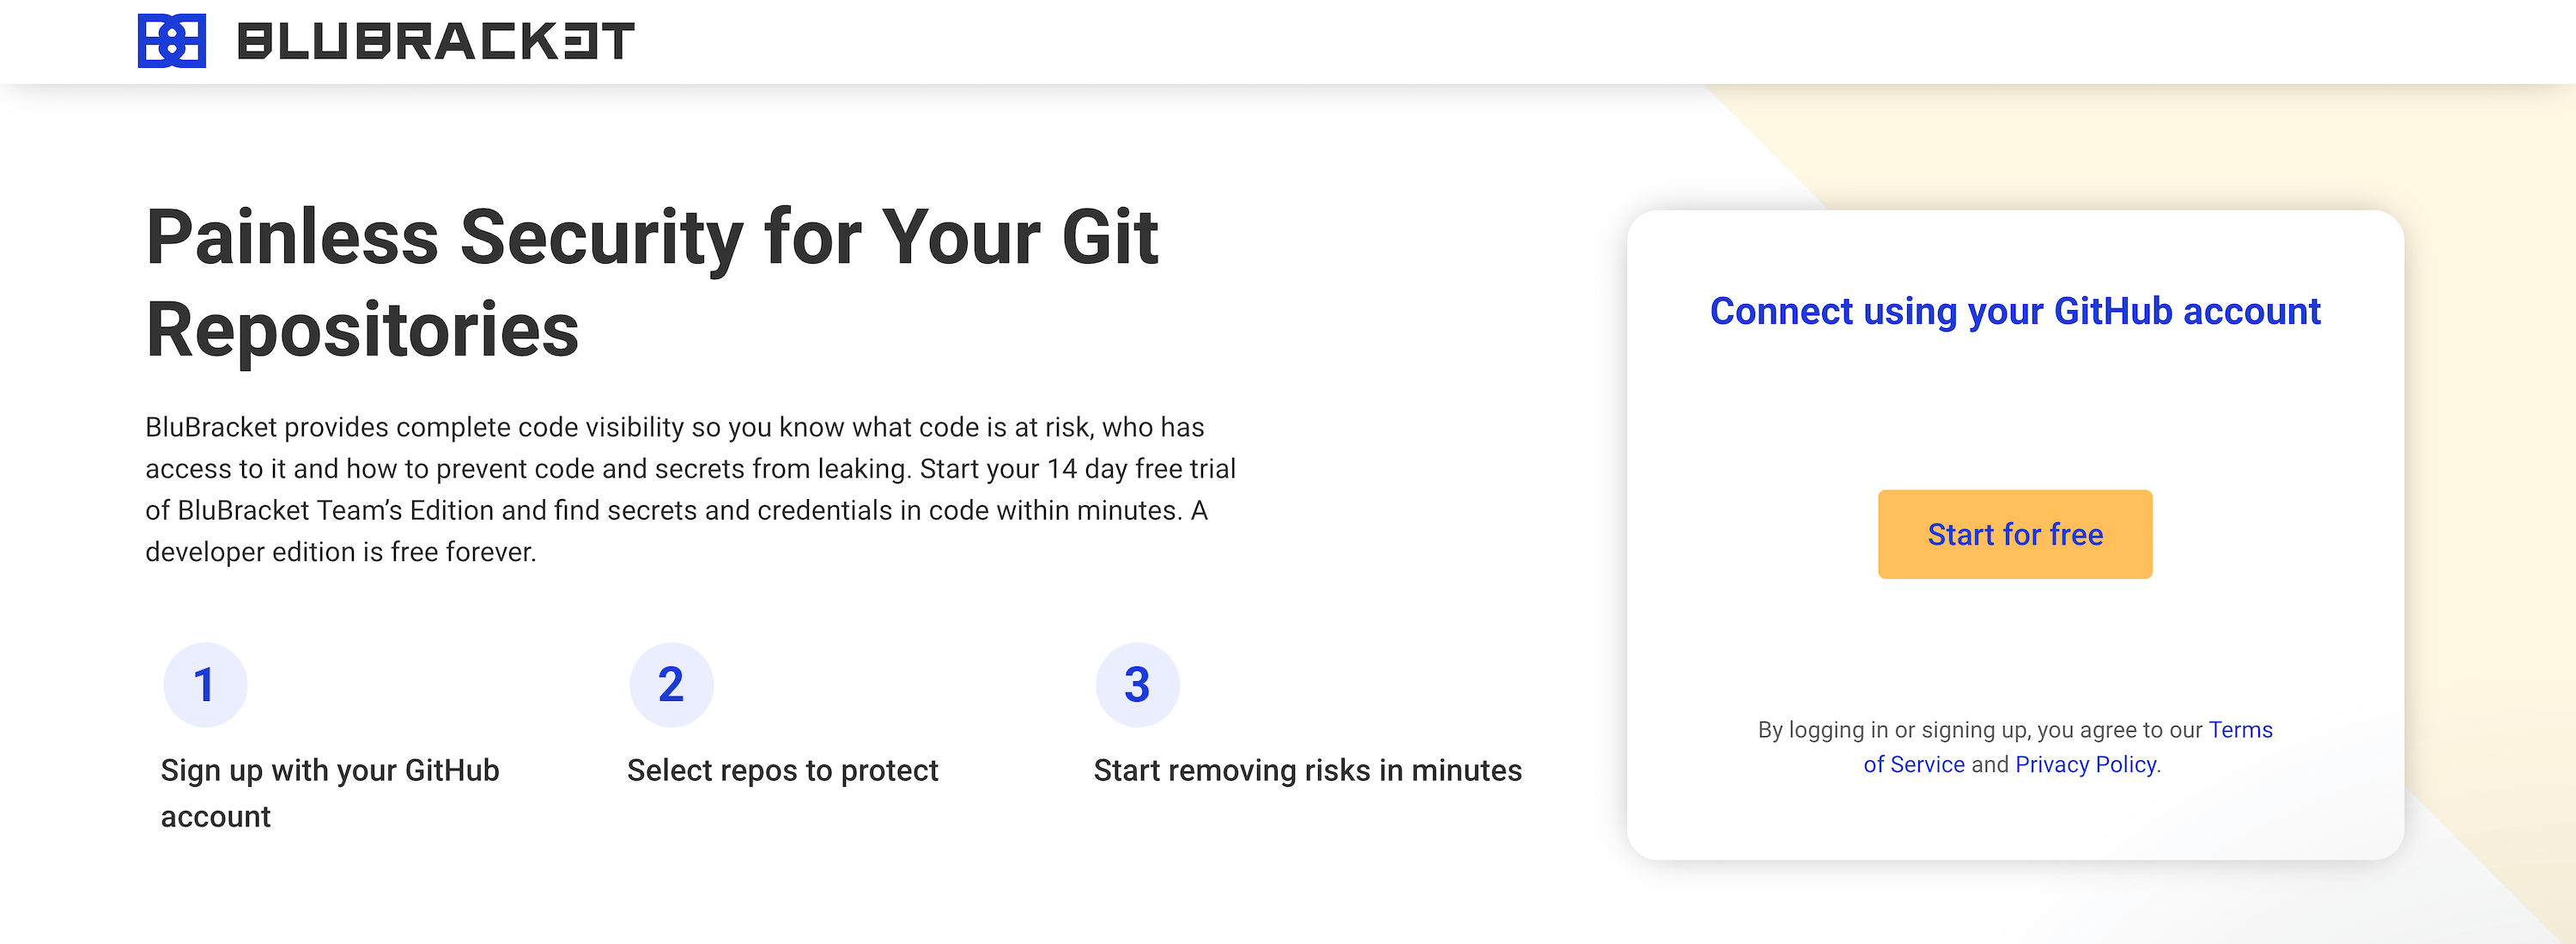 BLUBRACKET
Painless Security for Your Git
Repositories
BluBracket provides complete code visibility so you know what code is at risk, who has
access to it and how to prevent code and secrets from leaking. Start your 14 day free trial
of BluBracket Team’s Edition and find secrets and credentials in code within minutes. A
developer edition is free forever.
1
Sign up with your GitHub
account
2
Select repos to protect
3
Start removing risks in minutes
Connect using your GitHub account
Start for free
By logging in or signing up, you agree to our Terms
of Service and Privacy Policy.